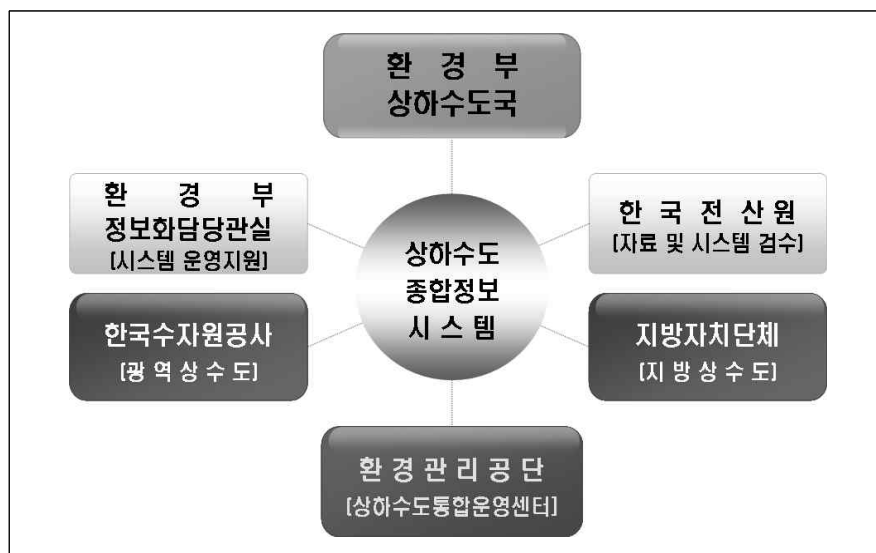 환 경 부
상하수도국
환 경 부
정보화담당관실
[시스템 운영지원]
한 국 전 산 원
[자료 및 시스템 검수]
상하수도
종합정보
시 스 템
한국수자원공사
[광 역 상 수 도]
지방자치단체
[지 방 상 수 도]
환 경 관 리 공 단
[상하수도통합운영센터]